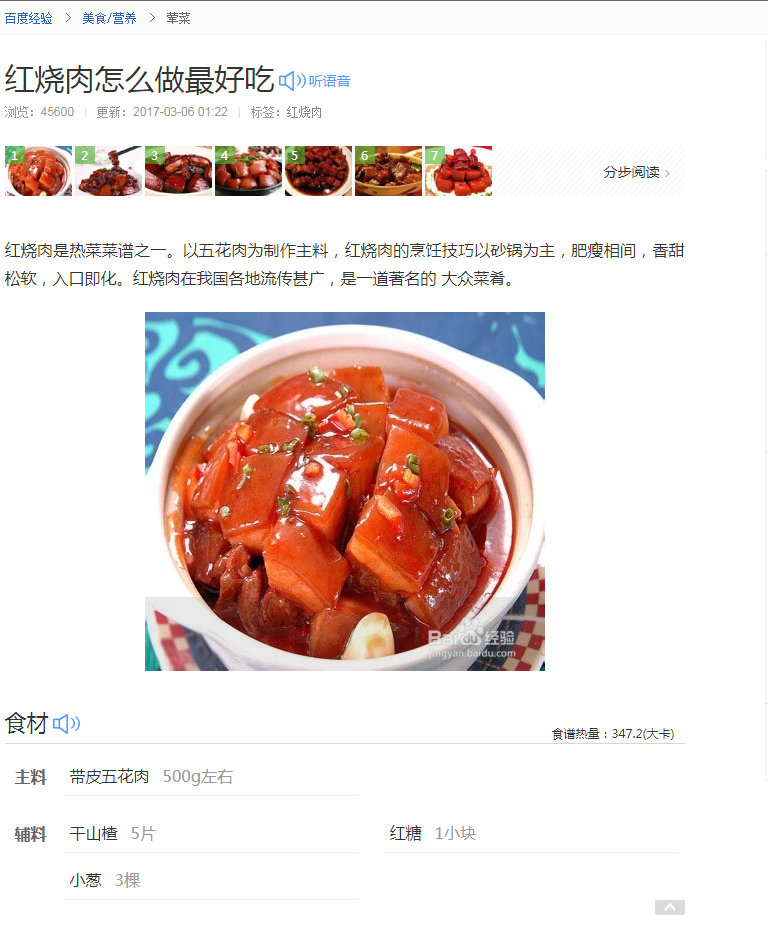 百度经验 > 美食/营养 > 荤菜
红烧肉怎么做最好吃 听语音
浏览：45600 | 更新：2017-03-06 01:22 | 标签：红烧肉
1 2 3 4 5 6 7 分步阅读 >
红烧肉是热菜菜谱之一。以五花肉为制作主料，红烧肉的烹饪技巧以砂锅为主，肥瘦相间，香甜
松软，入口即化。红烧肉在我国各地流传甚广，是一道著名的 大众菜肴。
Baidu 经验
jingyan.baidu.com
食材
食谱热量：347.2(大卡)
主料 带皮五花肉 500g左右
辅料 干山楂 5片 红糖 1小块
小葱 3棵